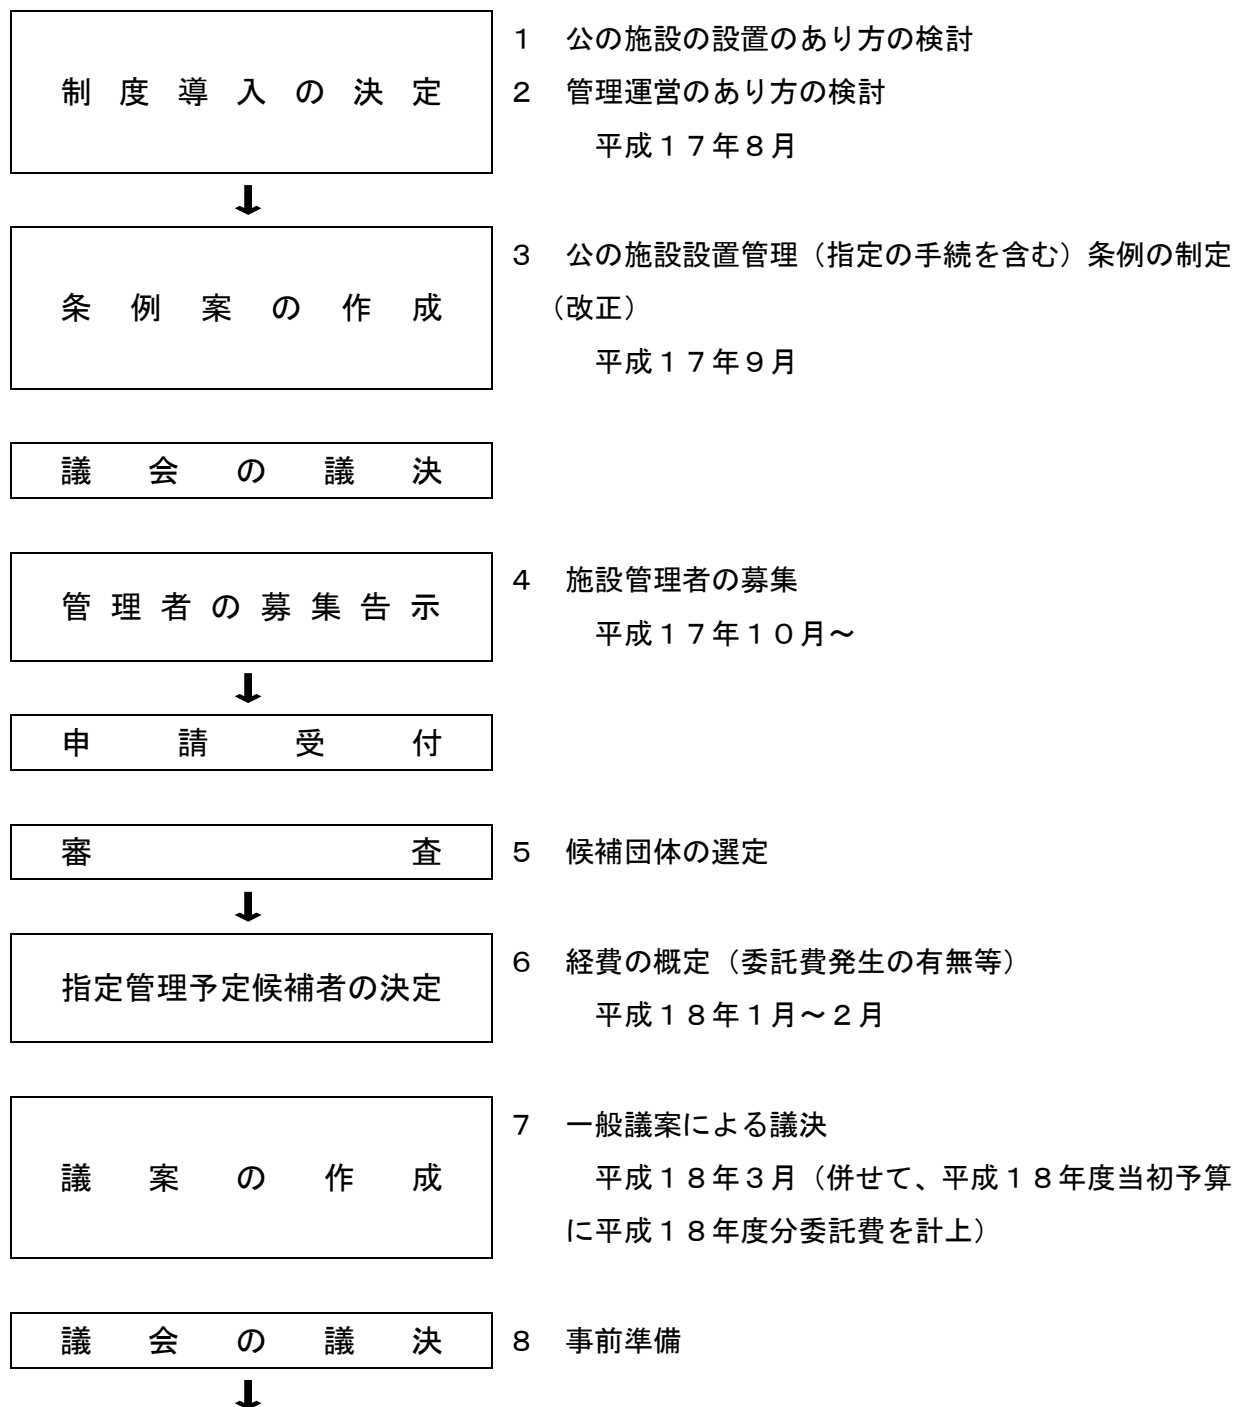 制度導入の決定
1 公の施設の設置のあり方の検討
2 管理運営のあり方の検討
平成17年8月
↓
条例案の作成
3 公の施設設置管理(指定の手続を含む)条例の制定
(改正)
平成17年9月
議会の議決
管理者の募集告示
4 施設管理者の募集
平成17年10月~
↓
申請受付
審査
5 候補団体の選定
↓
指定管理予定候補者の決定
6 経費の概定(委託費発生の有無等)
平成18年1月~2月
議案の作成
7 一般議案による議決
平成18年3月(併せて、平成18年度当初予算
に平成18年度分委託費を計上)
議会の議決
8 事前準備
↓